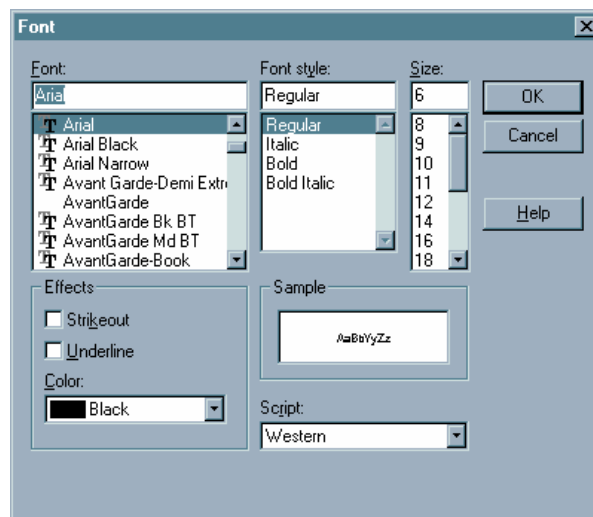 Font
Font:
Font style:
Size:
Arial
Regular
6
OK
Cancel
Help
Arial
Arial Black
Arial Narrow
Avant Garde-Demi Extr
AvantGarde
AvantGarde Bk BT
AvantGarde Md BT
AvantGarde-Book
Regular
Italic
Bold
Bold Italic
8
9
10
11
12
14
16
18
Effects
Strikeout
Underline
Color:
Black
Sample
AaBbYyZz
Script:
Western